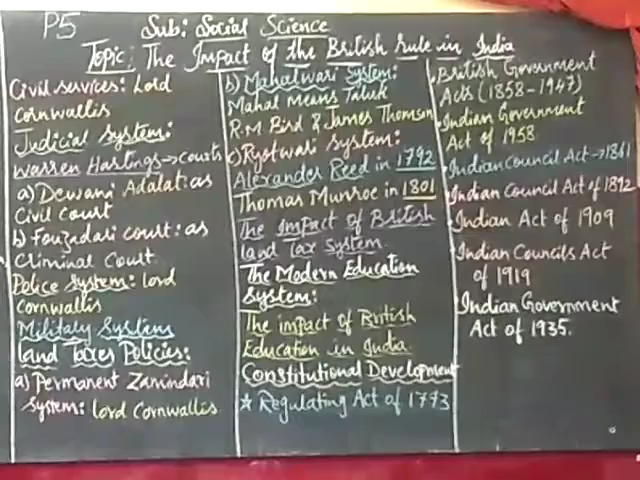 P5 Sub: Social Science
Topic: The Impact of the British rule in India
Civil services: Lord
Cornwallis
Judicial System:
Warren Hastings→courts
a) Dewani Adalat: as
Civil Court
b) Fouzadari court: as
Criminal Court
Police System: lord
cornwallis
Military System
land Taxes Policies:
a) Permanent Zamindari
System: lord Cornwallis
b) Mahalwari System:
Mahal means Taluk
R.M Bird & James Thomson
c) Ryotwari System:
Alexander Reed in 1792
Thomas Munroe in 1801
The Impact of British
land Tax System
The Modern Education
System:
The impact of British
Education in India
Constitutional Development
☆ Regulating Act of 1773
British Government
Acts (1858-1947)
Indian Government
Act of 1958
Indian Council Act→1861
Indian Council Act of 1892
Indian Act of 1909
Indian Councils Act
of 1919
Indian Government
Act of 1935.